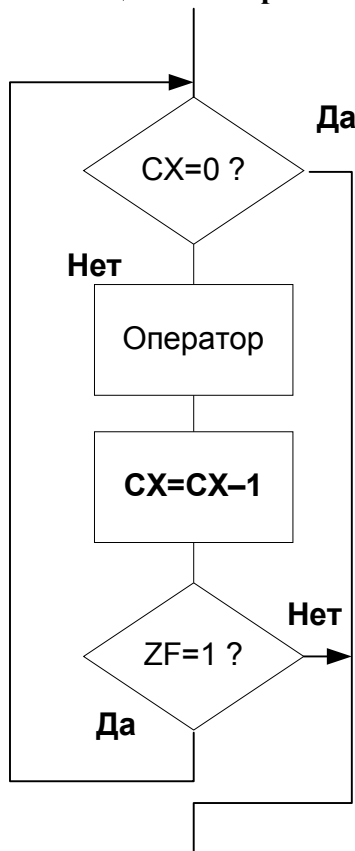 Да
CX=0 ?
Нет
Оператор
CX=CX–1
ZF=1 ?
Нет
Да